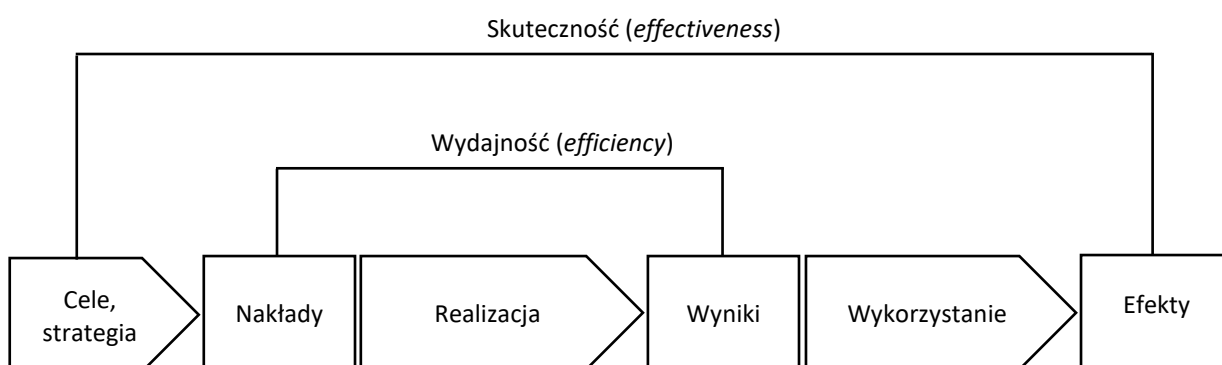 Skuteczność (effectiveness)
Wydajność (efficiency)
Cele,
strategia
Nakłady
Realizacja
Wyniki
Wykorzystanie
Efekty